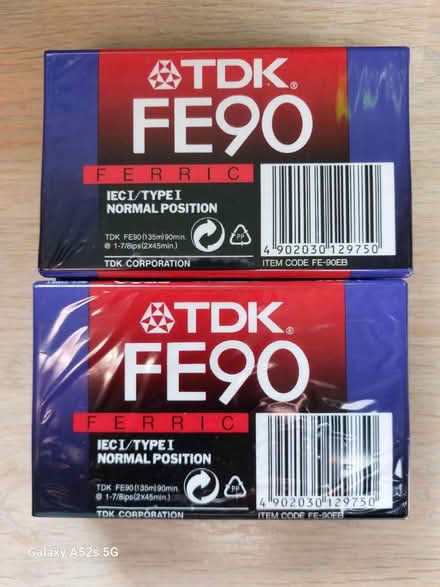 TDK®
FE90
FERRIC
IEC I/TYPE I
NORMAL POSITION
TDK FE90(135m)90min.
@ 1-7/8ips(2X45min.)
PP
4 902030 129750
TDK CORPORATION
ITEM CODE FE-90EB
TDK®
FE90
FERRIC
IEC I/TYPE I
NORMAL POSITION
TDK FE90(135m)90min.
@ 1-7/8ips(2X45min.)
PP
4 902030 129750
TDK CORPORATION
ITEM CODE FE-90EB
Galaxy A52s 5G